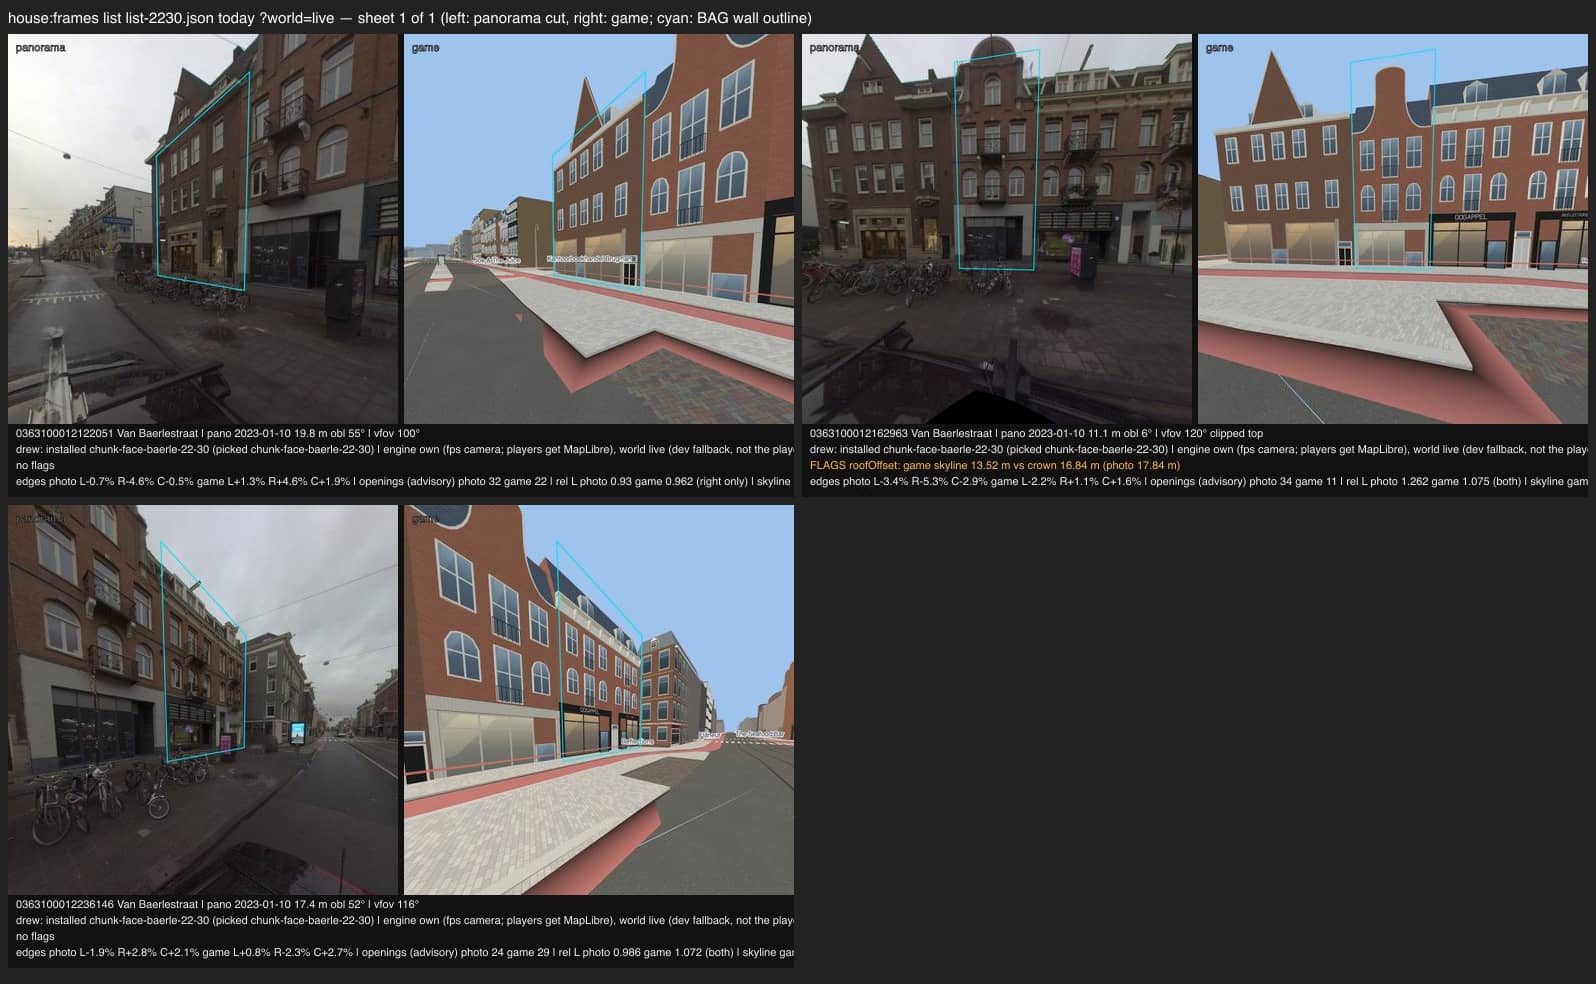 house:frames list list-2230.json today ?world=live — sheet 1 of 1 (left: panorama cut, right: game; cyan: BAG wall outline)
panorama
game
Kantoorboekhandel Brugmans
0363100012122051 Van Baerlestraat | pano 2023-01-10 19.8 m obl 55° | vfov 100°
drew: installed chunk-face-baerle-22-30 (picked chunk-face-baerle-22-30) | engine own (fps camera; players get MapLibre), world live (dev fallback, not the playe
no flags
edges photo L-0.7% R-4.6% C-0.5% game L+1.3% R+4.6% C+1.9% | openings (advisory) photo 32 game 22 | rel L photo 0.93 game 0.962 (right only) | skyline
panorama
game
OOGAPPEL
0363100012162963 Van Baerlestraat | pano 2023-01-10 11.1 m obl 6° | vfov 120° clipped top
drew: installed chunk-face-baerle-22-30 (picked chunk-face-baerle-22-30) | engine own (fps camera; players get MapLibre), world live (dev fallback, not the playe
FLAGS roofOffset: game skyline 13.52 m vs crown 16.84 m (photo 17.84 m)
edges photo L-3.4% R-5.3% C-2.9% game L-2.2% R+1.1% C+1.6% | openings (advisory) photo 34 game 11 | rel L photo 1.262 game 1.075 (both) | skyline gam
panorama
game
OOGAPPEL
The Seafood Bar
0363100012236146 Van Baerlestraat | pano 2023-01-10 17.4 m obl 52° | vfov 116°
drew: installed chunk-face-baerle-22-30 (picked chunk-face-baerle-22-30) | engine own (fps camera; players get MapLibre), world live (dev fallback, not the playe
no flags
edges photo L-1.9% R+2.8% C+2.1% game L+0.8% R-2.3% C+2.7% | openings (advisory) photo 24 game 29 | rel L photo 0.986 game 1.072 (both) | skyline gar